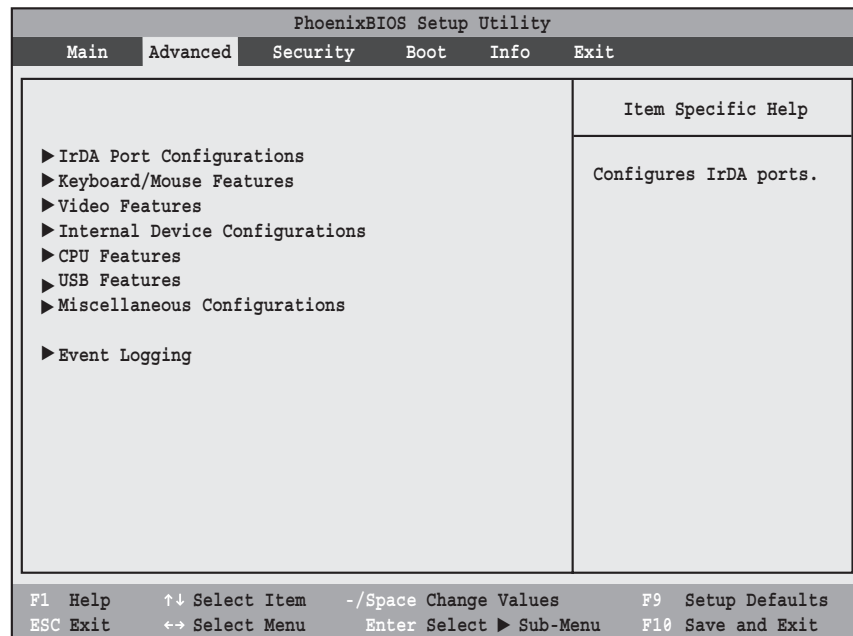 PhoenixBIOS Setup Utility
Main Advanced Security Boot Info Exit
Item Specific Help
Configures IrDA ports.
▶IrDA Port Configurations
▶Keyboard/Mouse Features
▶Video Features
▶Internal Device Configurations
▶CPU Features
▶USB Features
▶Miscellaneous Configurations
▶Event Logging
F1 Help ↑↓ Select Item -/Space Change Values F9 Setup Defaults
ESC Exit ←→ Select Menu Enter Select ▶ Sub-Menu F10 Save and Exit